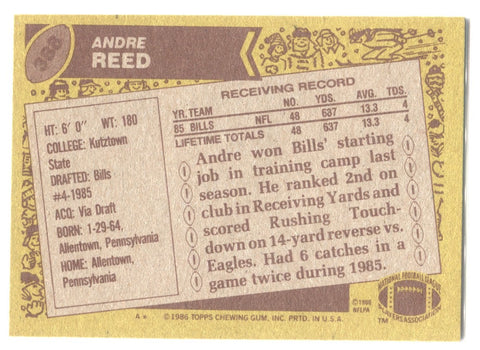 388
ANDRE
REED
HT: 6' 0" WT: 180
COLLEGE: Kutztown
State
DRAFTED: Bills
#4-1985
ACQ: Via Draft
BORN: 1-29-64,
Allentown, Pennsylvania
HOME: Allentown,
Pennsylvania
RECEIVING RECORD
YR. TEAM NO. YDS. AVG. TDS.
85 BILLS NFL 48 637 13.3 4
LIFETIME TOTALS 48 637 13.3 4
Andre won Bills' starting
job in training camp last
season. He ranked 2nd on
club in Receiving Yards and
scored Rushing Touch-
down on 14-yard reverse vs.
Eagles. Had 6 catches in a
game twice during 1985.
A* ©1986 TOPPS CHEWING GUM, INC. PRTD. IN U.S.A.
©1986
NFLPA
NATIONAL FOOTBALL LEAGUE
PLAYERS ASSOCIATION
TM